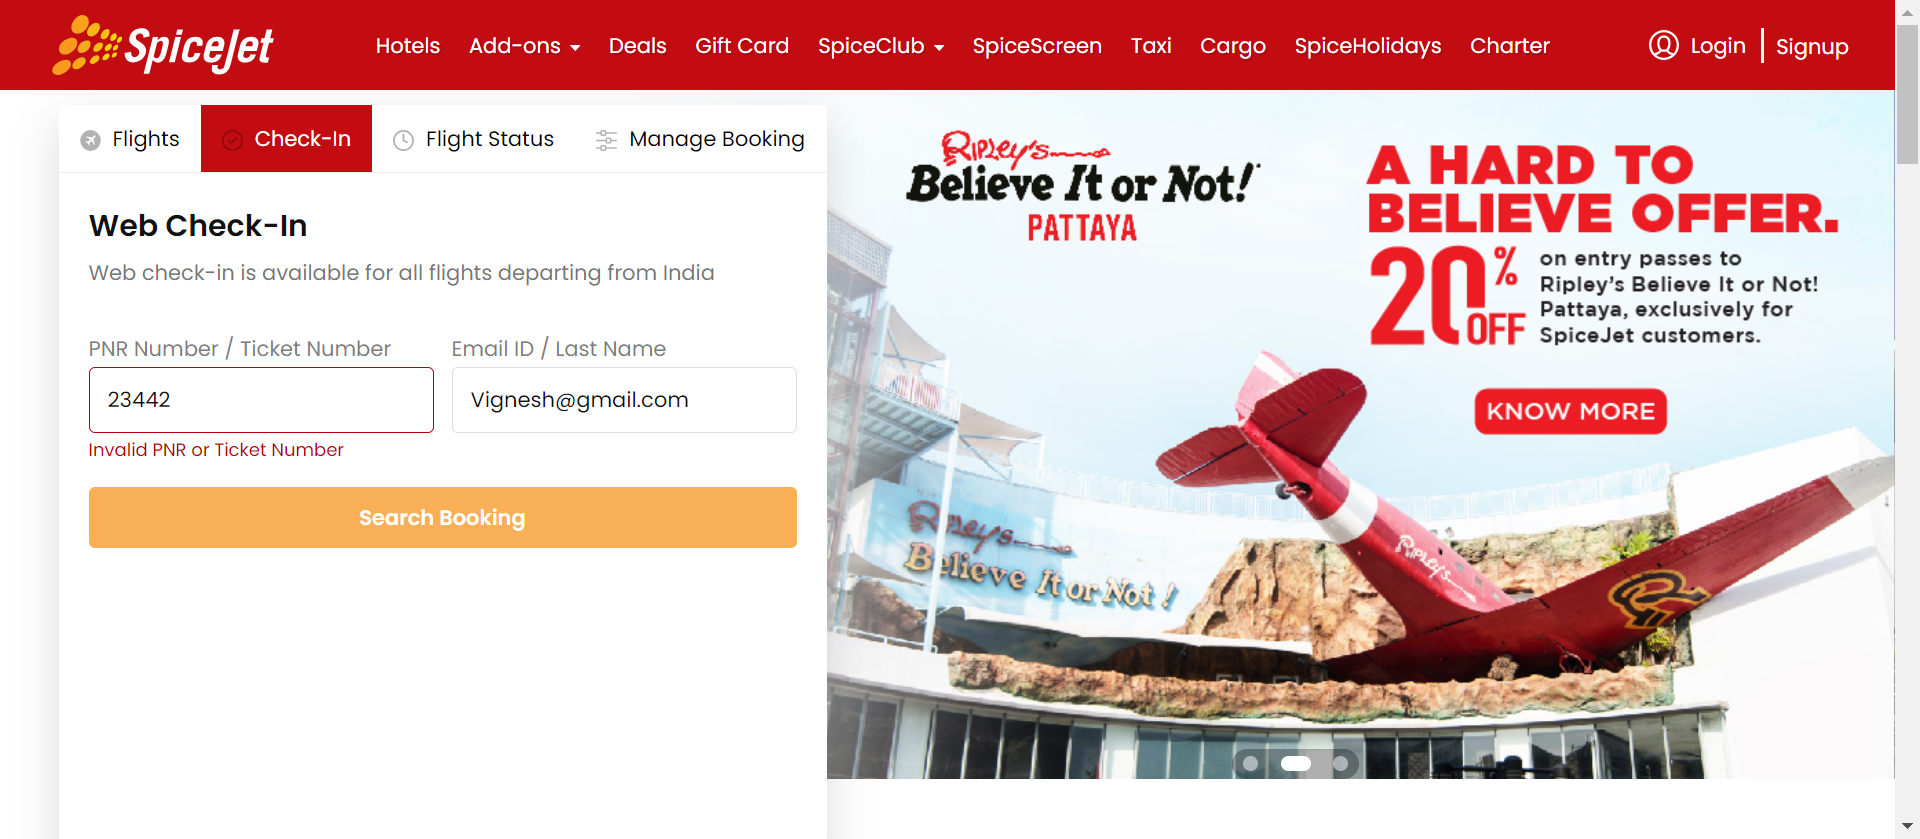 SpiceJet
Hotels
Add-ons
Deals
Gift Card
SpiceClub
SpiceScreen
Taxi
Cargo
SpiceHolidays
Charter
Login
Signup
Flights
Check-In
Flight Status
Manage Booking
Web Check-In
Web check-in is available for all flights departing from India
PNR Number / Ticket Number
Email ID / Last Name
23442
Vignesh@gmail.com
Invalid PNR or Ticket Number
Search Booking
RIPLEY'S
Believe It or Not!
PATTAYA
A HARD TO
BELIEVE OFFER.
20% OFF
on entry passes to
Ripley's Believe It or Not!
Pattaya, exclusively for
SpiceJet customers.
KNOW MORE
RIPLEY'S
Believe It or Not!
RIPLEY'S
R